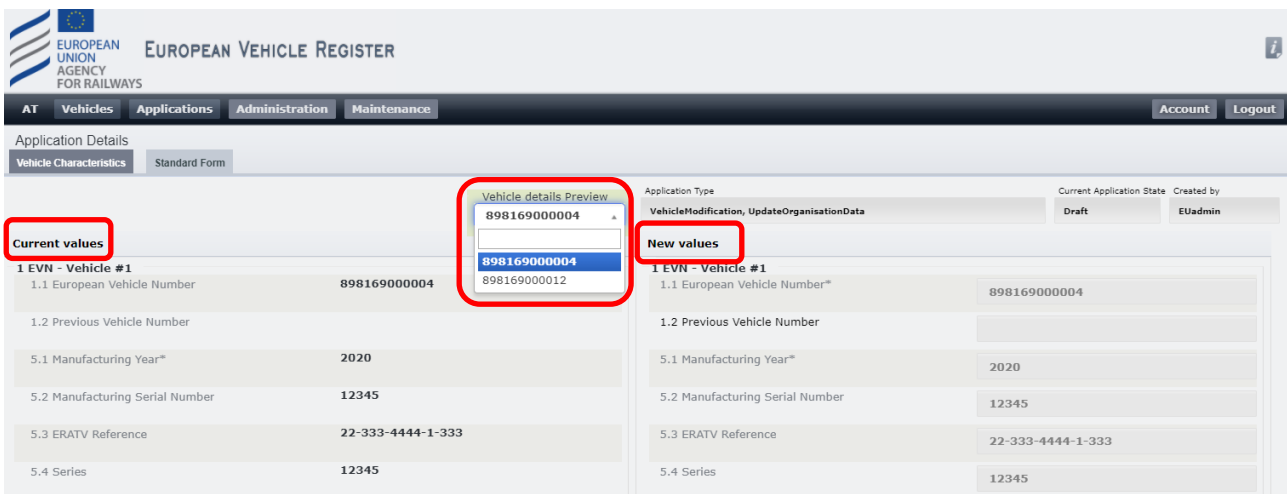 EUROPEAN
UNION
AGENCY
FOR RAILWAYS
EUROPEAN VEHICLE REGISTER
i
AT Vehicles Applications Administration Maintenance Account Logout
Application Details
Vehicle Characteristics Standard Form
Vehicle details Preview
898169000004
898169000004
898169000012
Application Type Current Application State Created by
VehicleModification, UpdateOrganisationData Draft EUadmin
Current values
1 EVN - Vehicle #1
1.1 European Vehicle Number 898169000004
1.2 Previous Vehicle Number
5.1 Manufacturing Year* 2020
5.2 Manufacturing Serial Number 12345
5.3 ERATV Reference 22-333-4444-1-333
5.4 Series 12345
New values
1 EVN - Vehicle #1
1.1 European Vehicle Number* 898169000004
1.2 Previous Vehicle Number
5.1 Manufacturing Year* 2020
5.2 Manufacturing Serial Number 12345
5.3 ERATV Reference 22-333-4444-1-333
5.4 Series 12345